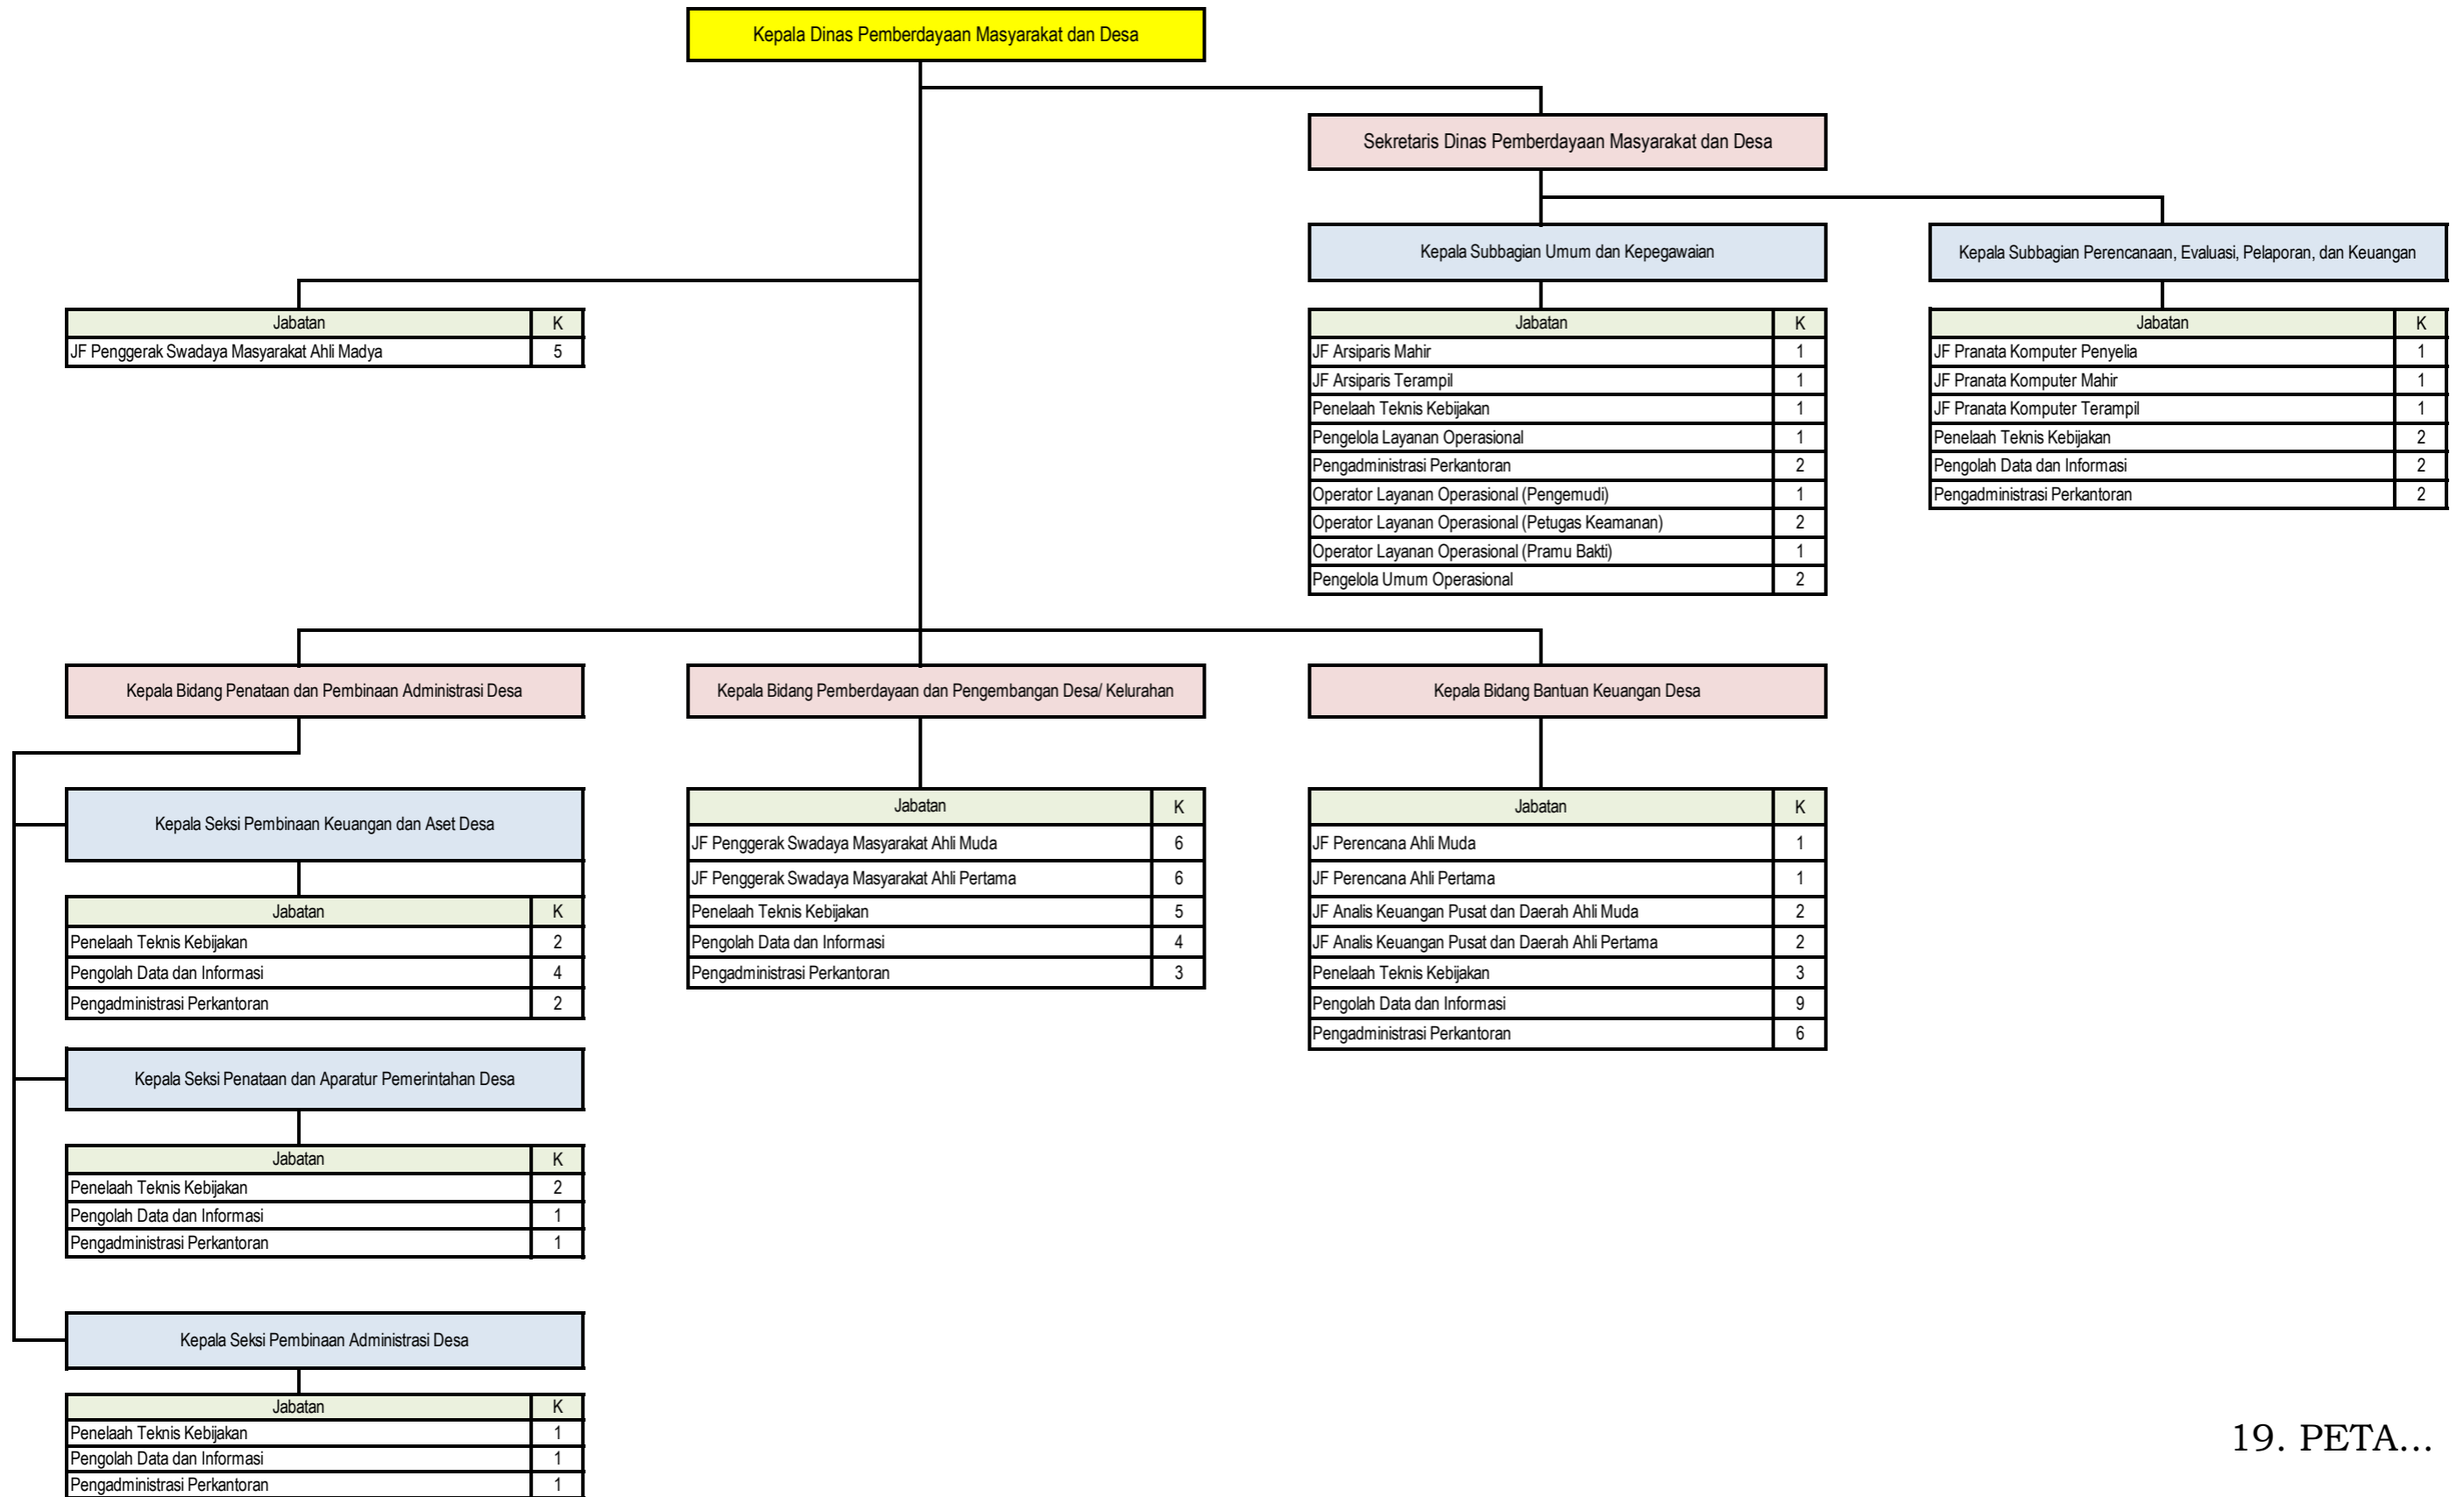 Kepala Dinas Pemberdayaan Masyarakat dan Desa
Sekretaris Dinas Pemberdayaan Masyarakat dan Desa
Kepala Subbagian Umum dan Kepegawaian
Kepala Subbagian Perencanaan, Evaluasi, Pelaporan, dan Keuangan
Jabatan K
JF Penggerak Swadaya Masyarakat Ahli Madya 5
Jabatan K
JF Arsiparis Mahir 1
JF Arsiparis Terampil 1
Penelaah Teknis Kebijakan 1
Pengelola Layanan Operasional 1
Pengadministrasi Perkantoran 2
Operator Layanan Operasional (Pengemudi) 1
Operator Layanan Operasional (Petugas Keamanan) 2
Operator Layanan Operasional (Pramu Bakti) 1
Pengelola Umum Operasional 2
Jabatan K
JF Pranata Komputer Penyelia 1
JF Pranata Komputer Mahir 1
JF Pranata Komputer Terampil 1
Penelaah Teknis Kebijakan 2
Pengolah Data dan Informasi 2
Pengadministrasi Perkantoran 2
Kepala Bidang Penataan dan Pembinaan Administrasi Desa
Kepala Bidang Pemberdayaan dan Pengembangan Desa/ Kelurahan
Kepala Bidang Bantuan Keuangan Desa
Kepala Seksi Pembinaan Keuangan dan Aset Desa
Jabatan K
Penelaah Teknis Kebijakan 2
Pengolah Data dan Informasi 4
Pengadministrasi Perkantoran 2
Kepala Seksi Penataan dan Aparatur Pemerintahan Desa
Jabatan K
Penelaah Teknis Kebijakan 2
Pengolah Data dan Informasi 1
Pengadministrasi Perkantoran 1
Kepala Seksi Pembinaan Administrasi Desa
Jabatan K
Penelaah Teknis Kebijakan 1
Pengolah Data dan Informasi 1
Pengadministrasi Perkantoran 1
Jabatan K
JF Penggerak Swadaya Masyarakat Ahli Muda 6
JF Penggerak Swadaya Masyarakat Ahli Pertama 6
Penelaah Teknis Kebijakan 5
Pengolah Data dan Informasi 4
Pengadministrasi Perkantoran 3
Jabatan K
JF Perencana Ahli Muda 1
JF Perencana Ahli Pertama 1
JF Analis Keuangan Pusat dan Daerah Ahli Muda 2
JF Analis Keuangan Pusat dan Daerah Ahli Pertama 2
Penelaah Teknis Kebijakan 3
Pengolah Data dan Informasi 9
Pengadministrasi Perkantoran 6
19. PETA...